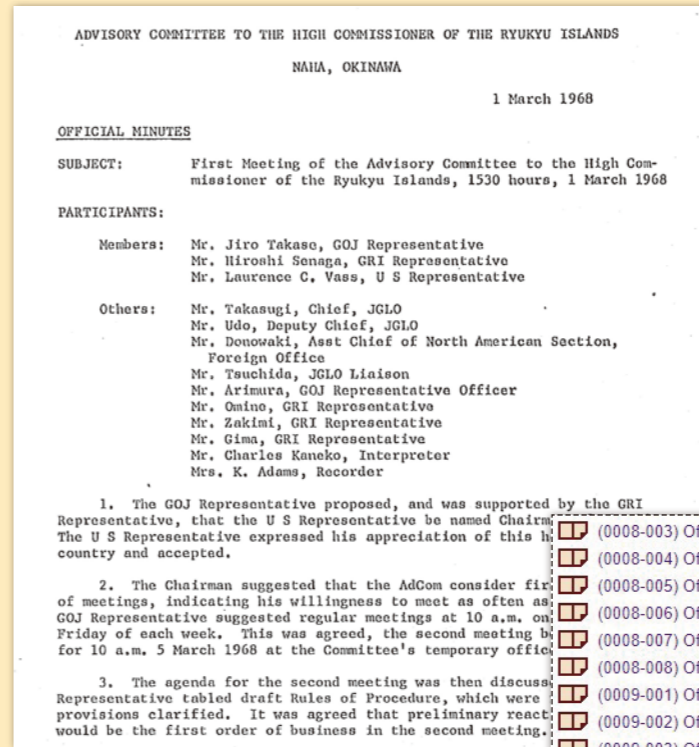 ADVISORY COMMITTEE TO THE HIGH COMMISSIONER OF THE RYUKYU ISLANDS
NAHA, OKINAWA
1 March 1968
OFFICIAL MINUTES
SUBJECT: First Meeting of the Advisory Committee to the High Com-
missioner of the Ryukyu Islands, 1530 hours, 1 March 1968
PARTICIPANTS:
Members: Mr. Jiro Takase, GOJ Representative
Mr. Hiroshi Senaga, GRI Representative
Mr. Laurence C. Vass, U S Representative
Others: Mr. Takasugi, Chief, JGLO
Mr. Udo, Deputy Chief, JGLO
Mr. Donowaki, Asst Chief of North American Section,
Foreign Office
Mr. Tsuchida, JGLO Liaison
Mr. Arimura, GOJ Representative Officer
Mr. Omine, GRI Representative
Mr. Zakimi, GRI Representative
Mr. Gima, GRI Representative
Mr. Charles Kaneko, Interpreter
Mrs. K. Adams, Recorder
1. The GOJ Representative proposed, and was supported by the GRI
Representative, that the U S Representative be named Chairm
The U S Representative expressed his appreciation of this h
country and accepted.
2. The Chairman suggested that the AdCom consider fir
of meetings, indicating his willingness to meet as often as
GOJ Representative suggested regular meetings at 10 a.m. on
Friday of each week. This was agreed, the second meeting b
for 10 a.m. 5 March 1968 at the Committee's temporary offic
3. The agenda for the second meeting was then discuss
Representative tabled draft Rules of Procedure, which were
provisions clarified. It was agreed that preliminary react
would be the first order of business in the second meeting.
(0008-003) Of
(0008-004) Of
(0008-005) Of
(0008-006) Of
(0008-007) Of
(0008-008) Of
(0009-001) Of
(0009-002) Of